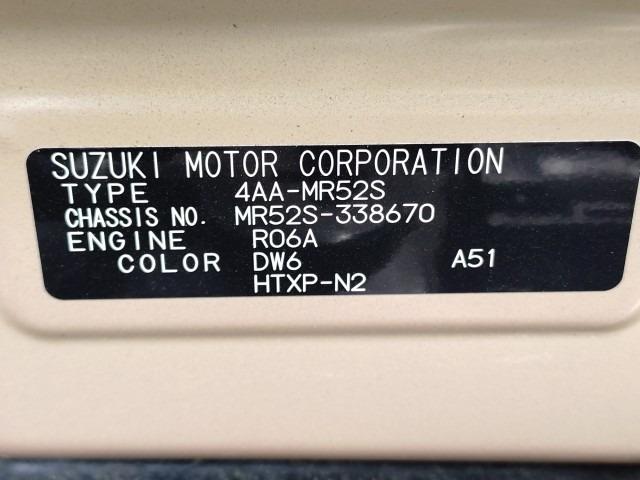 SUZUKI MOTOR CORPORATION
TYPE 4AA-MR52S
CHASSIS NO. MR52S-338670
ENGINE R06A
COLOR DW6 A51
HTXP-N2